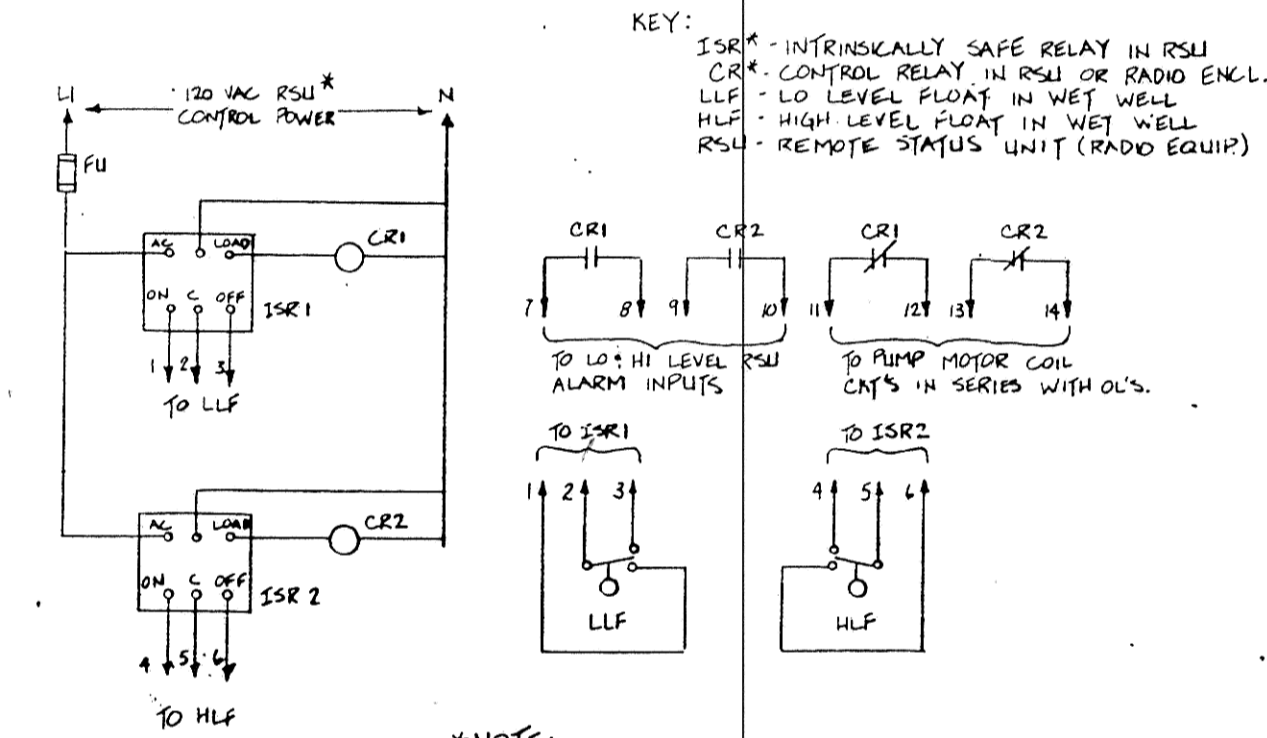 KEY:
ISR* - INTRINSICALLY SAFE RELAY IN RSU
CR* - CONTROL RELAY IN RSU OR RADIO ENCL.
LLF - LO LEVEL FLOAT IN WET WELL
HLF - HIGH LEVEL FLOAT IN WET WELL
RSU - REMOTE STATUS UNIT (RADIO EQUIP.)
L1
120 VAC RSU*
CONTROL POWER
N
FU
AC LOAD
CR1
ON C OFF
ISR1
1 2 3
TO LLF
AC LOAD
CR2
ON C OFF
ISR 2
4 5 6
TO HLF
CR1 CR2 CR1 CR2
7 8 9 10 11 12 13 14
TO LO & HI LEVEL RSU
ALARM INPUTS
TO PUMP MOTOR COIL
CKT'S IN SERIES WITH OL'S.
TO ISR1
1 2 3
LLF
TO ISR2
4 5 6
HLF
*NOTE: